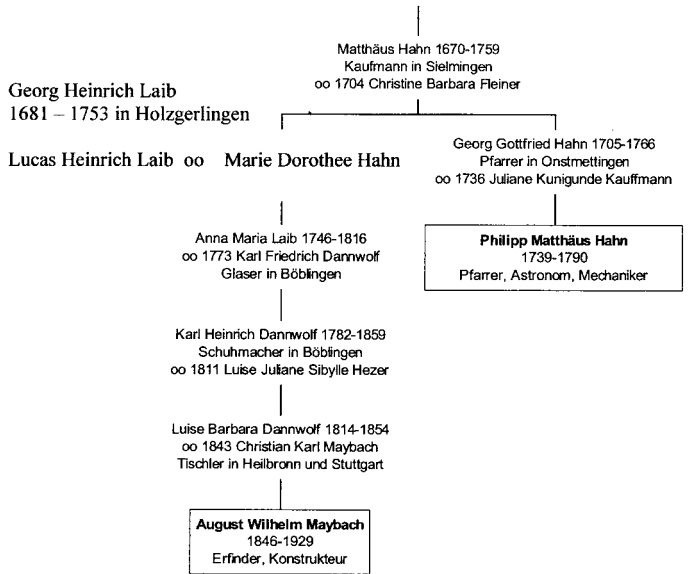 Matthäus Hahn 1670-1759
Kaufmann in Sielmingen
oo 1704 Christine Barbara Fleiner
Georg Heinrich Laib
1681 – 1753 in Holzgerlingen
Lucas Heinrich Laib oo Marie Dorothee Hahn
Georg Gottfried Hahn 1705-1766
Pfarrer in Onstmettingen
oo 1736 Juliane Kunigunde Kauffmann
Anna Maria Laib 1746-1816
oo 1773 Karl Friedrich Dannwolf
Glaser in Böblingen
Philipp Matthäus Hahn
1739-1790
Pfarrer, Astronom, Mechaniker
Karl Heinrich Dannwolf 1782-1859
Schuhmacher in Böblingen
oo 1811 Luise Juliane Sibylle Hezer
Luise Barbara Dannwolf 1814-1854
oo 1843 Christian Karl Maybach
Tischler in Heilbronn und Stuttgart
August Wilhelm Maybach
1846-1929
Erfinder, Konstrukteur